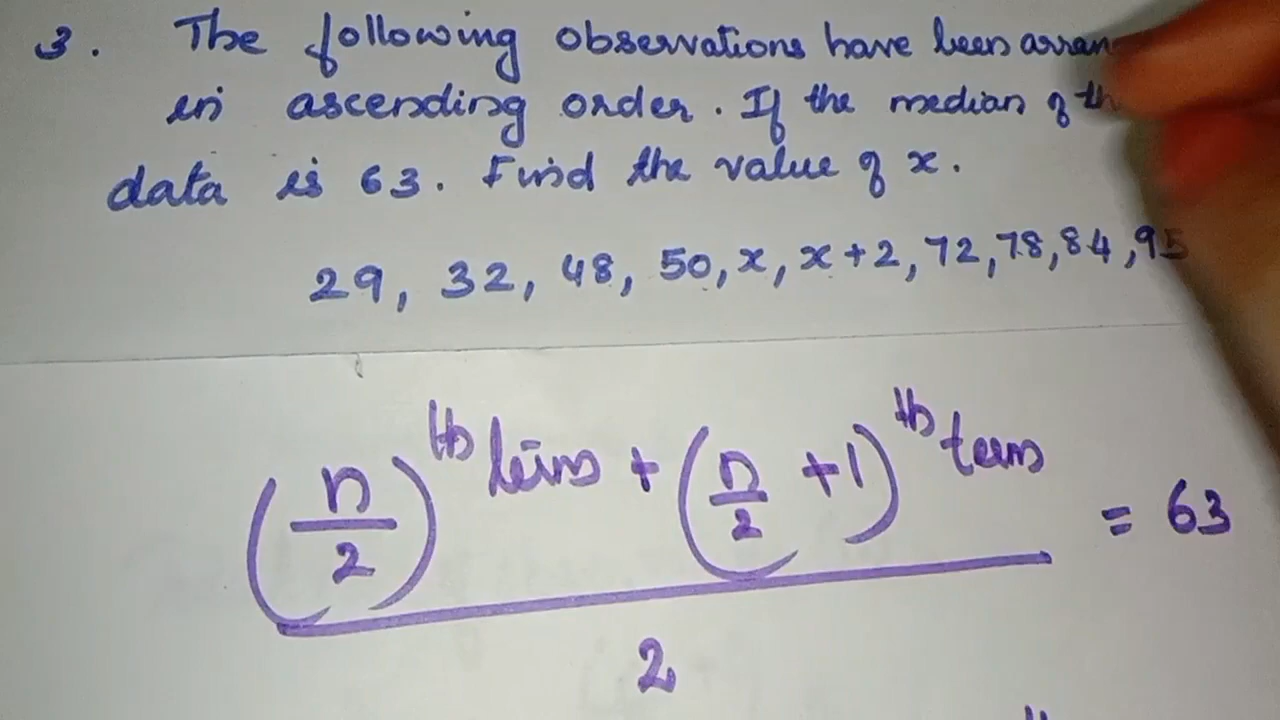 3. The following observations have been
in ascending order. If the median of
data is 63. Find the value of x.
29, 32, 48, 50, x, x+2, 72, 78, 84, 95
(n/2)th term + (n/2 +1)th term = 63
2